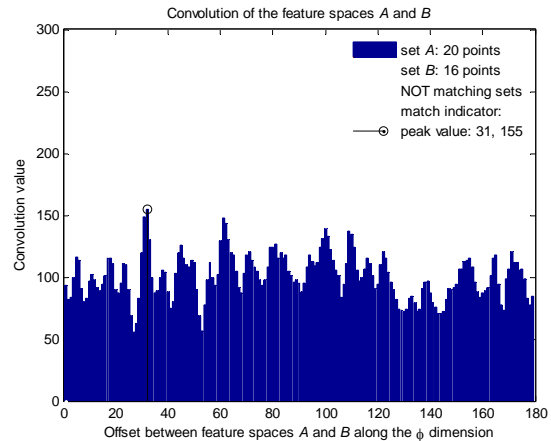 Convolution of the feature spaces A and B
300
250
200
150
100
50
0
Convolution value
set A: 20 points
set B: 16 points
NOT matching sets
match indicator:
peak value: 31, 155
0 20 40 60 80 100 120 140 160 180
Offset between feature spaces A and B along the ϕ dimension